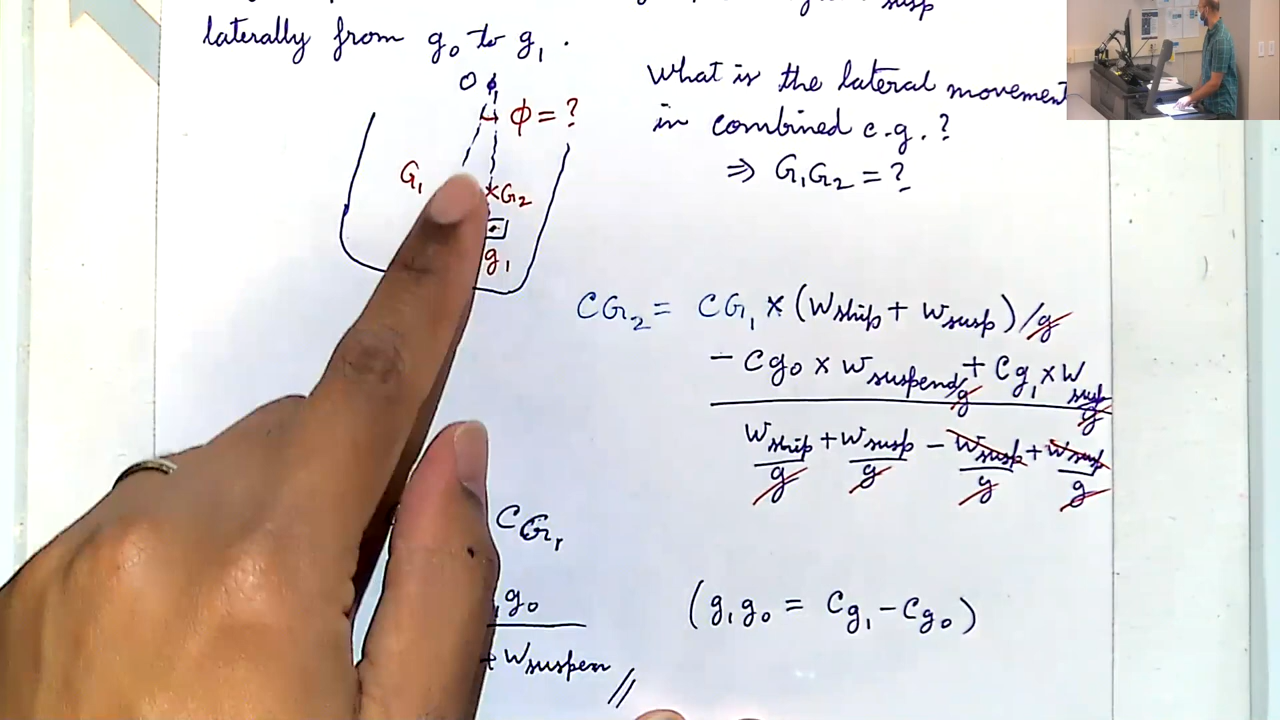 susp
laterally from g₀ to g₁.
O
ϕ = ?
G₁
×G₂
g₁
What is the lateral movement
in combined c.g.?
⇒ G₁G₂ = ?
CG₂ = CG₁ × (Wship + Wsusp)/g
- Cg₀ × Wsuspend/g + Cg₁ × Wsusp/g
Wship/g + Wsusp/g - Wsusp/g + Wsusp/g
CG₁
g₀
(g₁g₀ = Cg₁ - Cg₀)
+ Wsuspen //